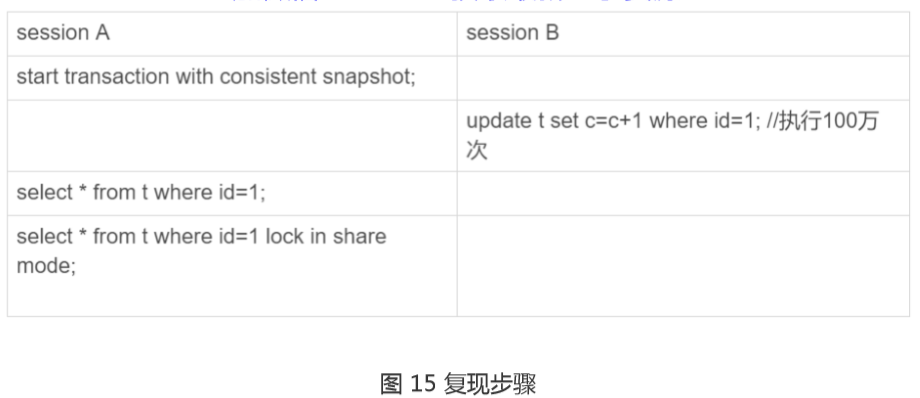 session A
session B
start transaction with consistent snapshot;
update t set c=c+1 where id=1; //执行100万
次
select * from t where id=1;
select * from t where id=1 lock in share
mode;
图 15 复现步骤